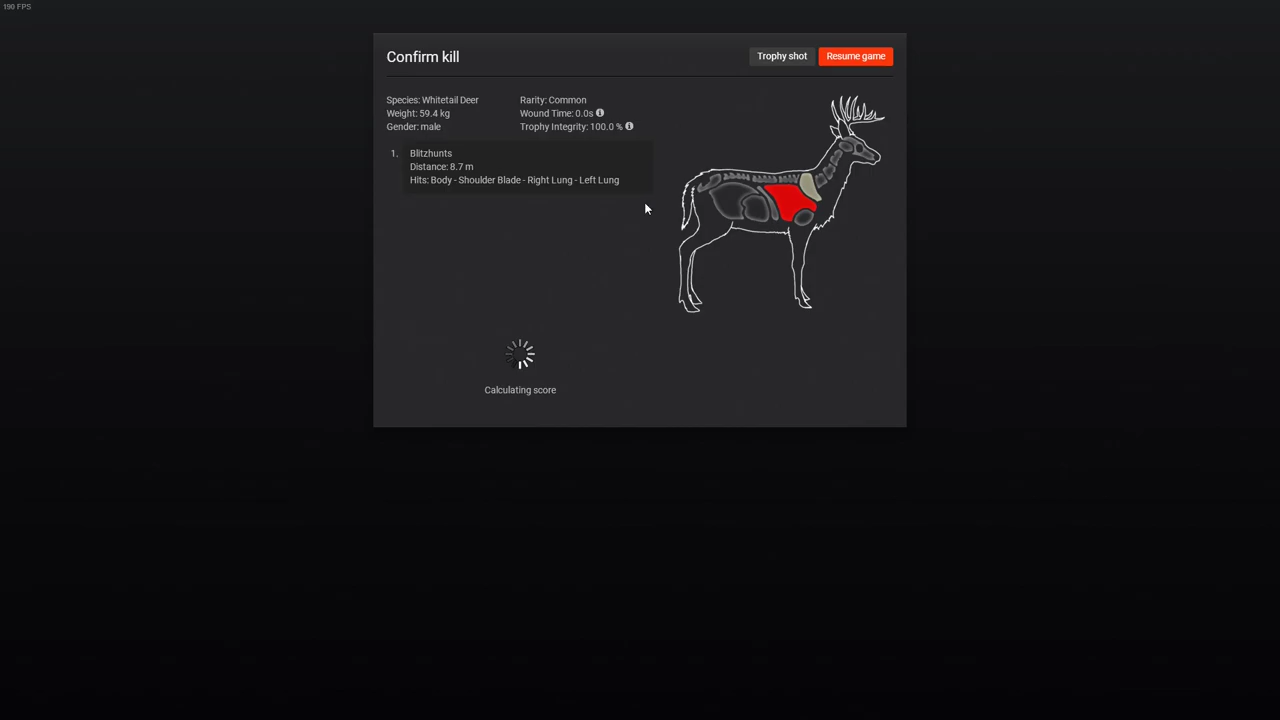 190 FPS
Confirm kill
Trophy shot
Resume game
Species: Whitetail Deer
Weight: 59.4 kg
Gender: male
Rarity: Common
Wound Time: 0.0s
Trophy Integrity: 100.0 %
1. Blitzhunts
Distance: 8.7 m
Hits: Body - Shoulder Blade - Right Lung - Left Lung
Calculating score